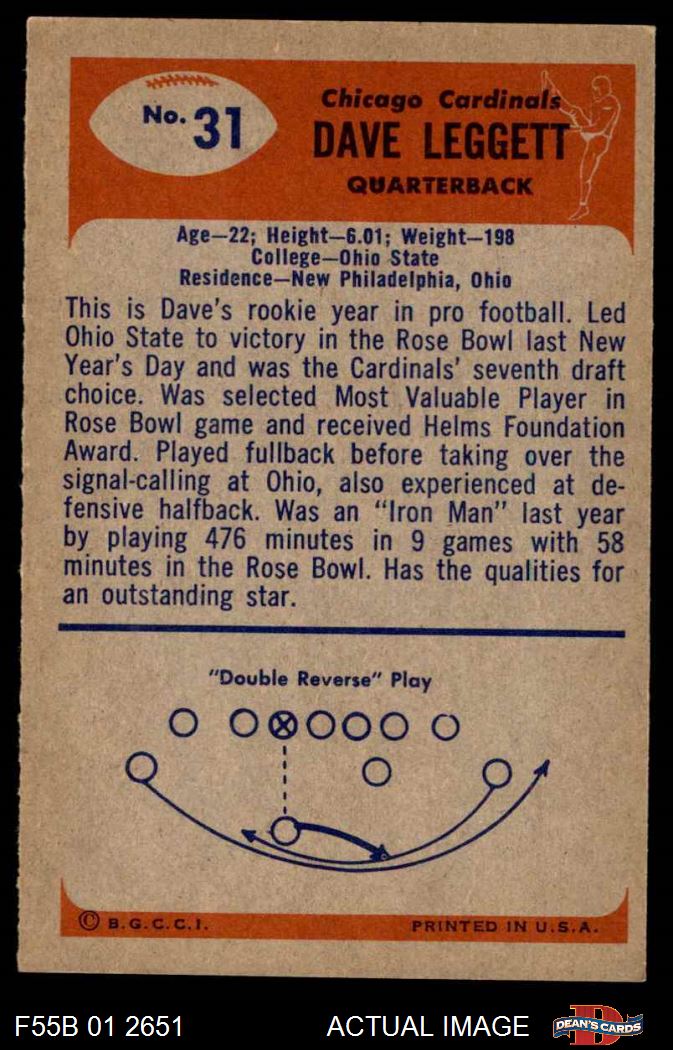 No. 31
Chicago Cardinals
DAVE LEGGETT
QUARTERBACK
Age—22; Height—6.01; Weight—198
College—Ohio State
Residence—New Philadelphia, Ohio
This is Dave's rookie year in pro football. Led
Ohio State to victory in the Rose Bowl last New
Year's Day and was the Cardinals' seventh draft
choice. Was selected Most Valuable Player in
Rose Bowl game and received Helms Foundation
Award. Played fullback before taking over the
signal-calling at Ohio, also experienced at de-
fensive halfback. Was an "Iron Man" last year
by playing 476 minutes in 9 games with 58
minutes in the Rose Bowl. Has the qualities for
an outstanding star.
"Double Reverse" Play
© B.G.C.C.I.
PRINTED IN U.S.A.
F55B 01 2651
ACTUAL IMAGE
D
DEAN'S CARDS